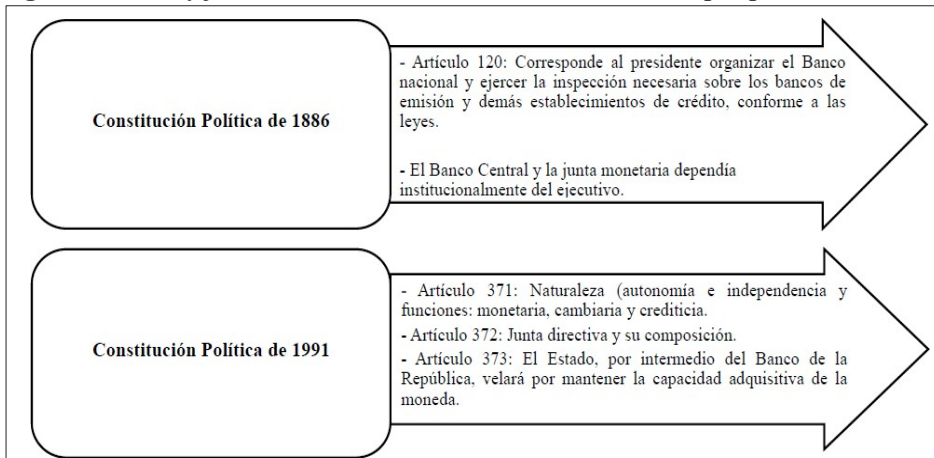 - Artículo 120: Corresponde al presidente organizar el Banco
nacional y ejercer la inspección necesaria sobre los bancos de
emisión y demás establecimientos de crédito, conforme a las
leyes.
Constitución Política de 1886
- El Banco Central y la junta monetaria dependía
institucionalmente del ejecutivo.
- Artículo 371: Naturaleza (autonomía e independencia y
funciones: monetaria, cambiaria y crediticia.
- Artículo 372: Junta directiva y su composición.
Constitución Política de 1991
- Artículo 373: El Estado, por intermedio del Banco de la
República, velará por mantener la capacidad adquisitiva de la
moneda.